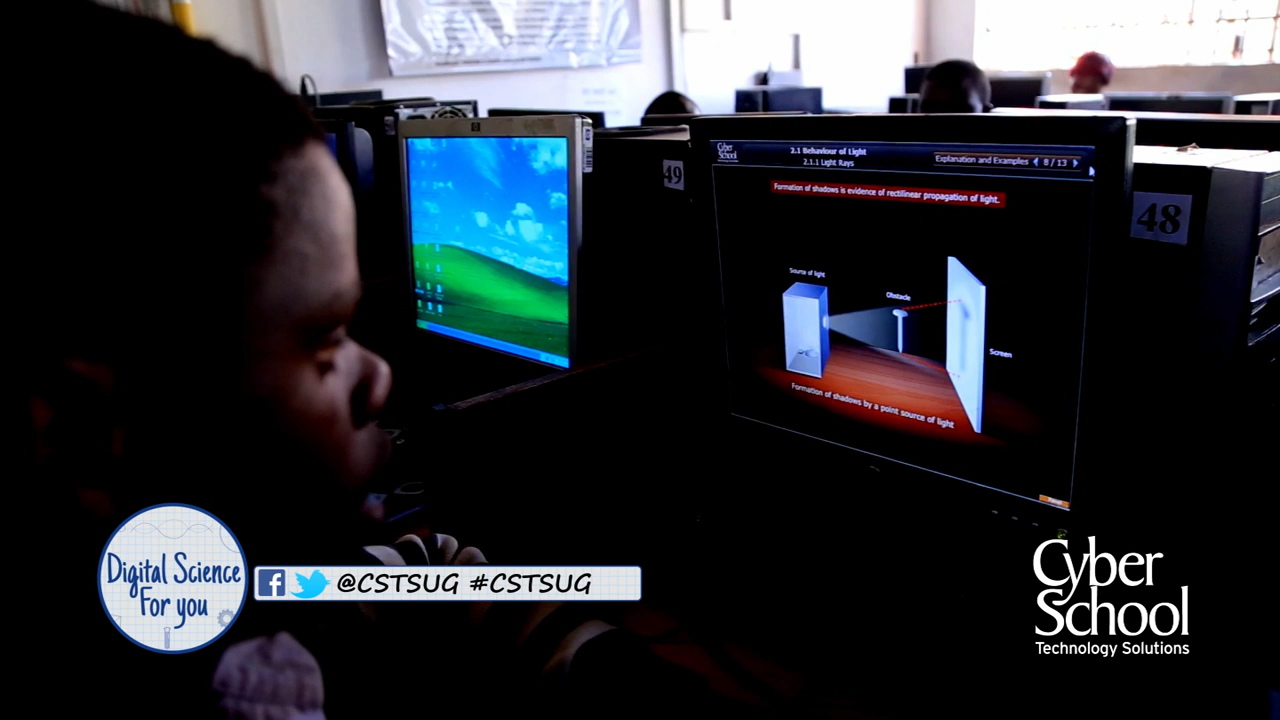 49
48
Cyber
School
2.1 Behaviour of Light
2.1.1 Light Rays
Explanation and Examples
8 / 13
Formation of shadows is evidence of rectilinear propagation of light.
Source of light
Obstacle
Screen
Formation of shadows by a point source of light
Digital Science
For you
@CSTSUG #CSTSUG
Cyber
School
Technology Solutions